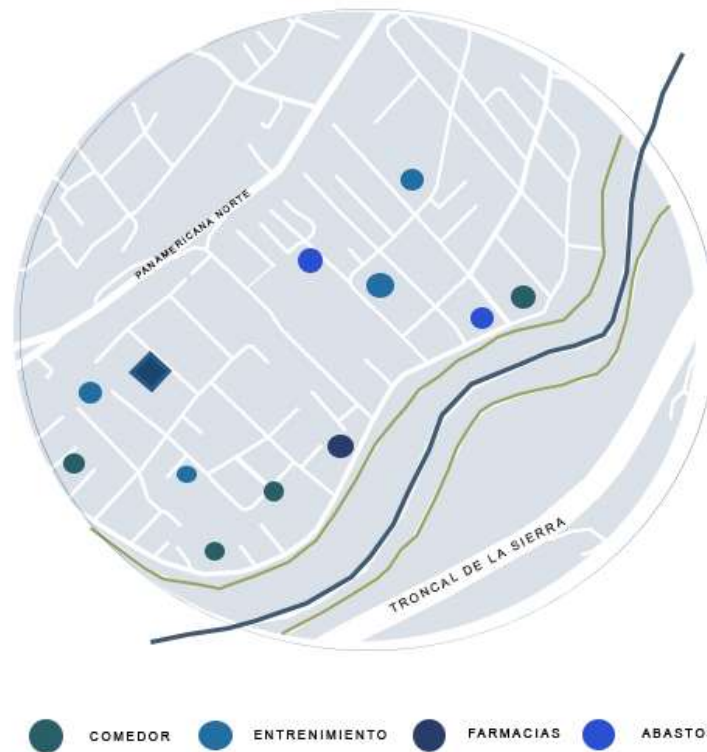 PANAMERICANA NORTE
TRONCAL DE LA SIERRA
COMEDOR
ENTRENIMIENTO
FARMACIAS
ABASTO